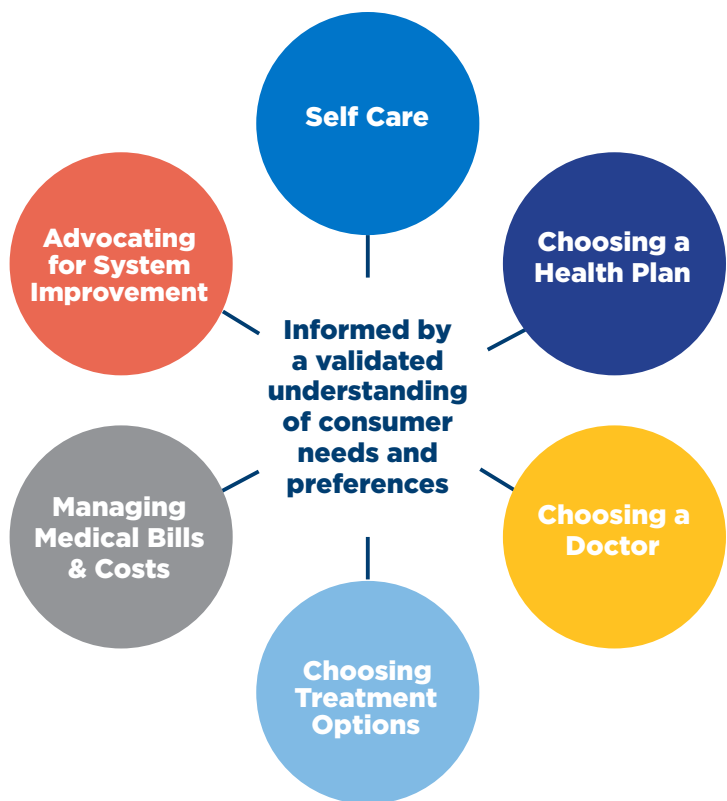 Self Care
Choosing a
Health Plan
Choosing a
Doctor
Choosing
Treatment
Options
Managing
Medical Bills
& Costs
Advocating
for System
Improvement
Informed by
a validated
understanding
of consumer
needs and
preferences